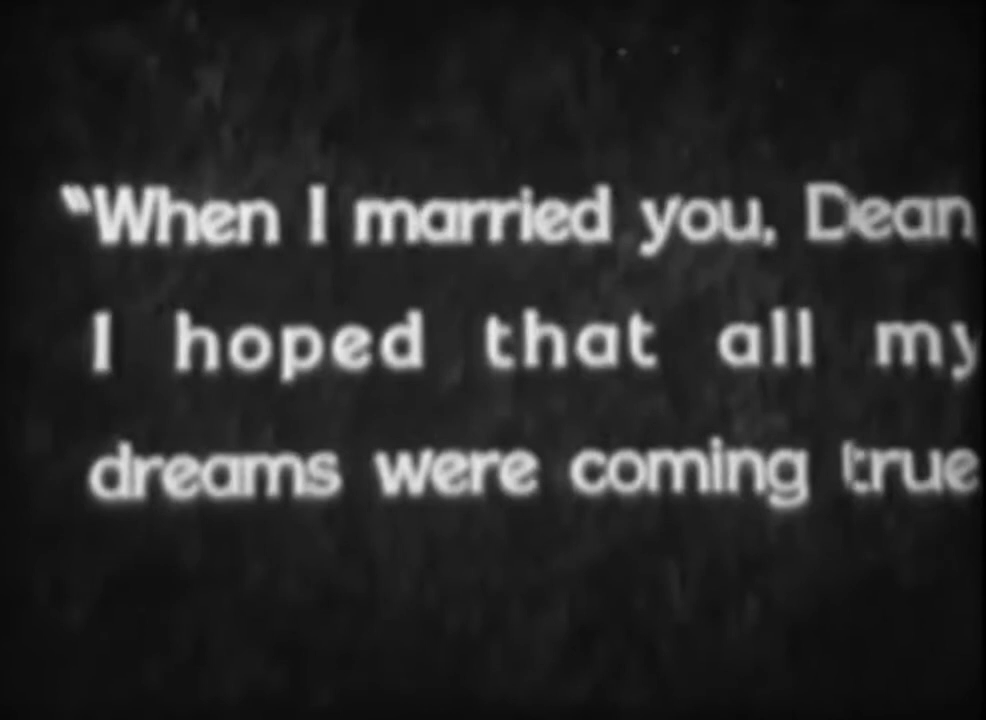 "When I married you, Dean
I hoped that all my
dreams were coming true